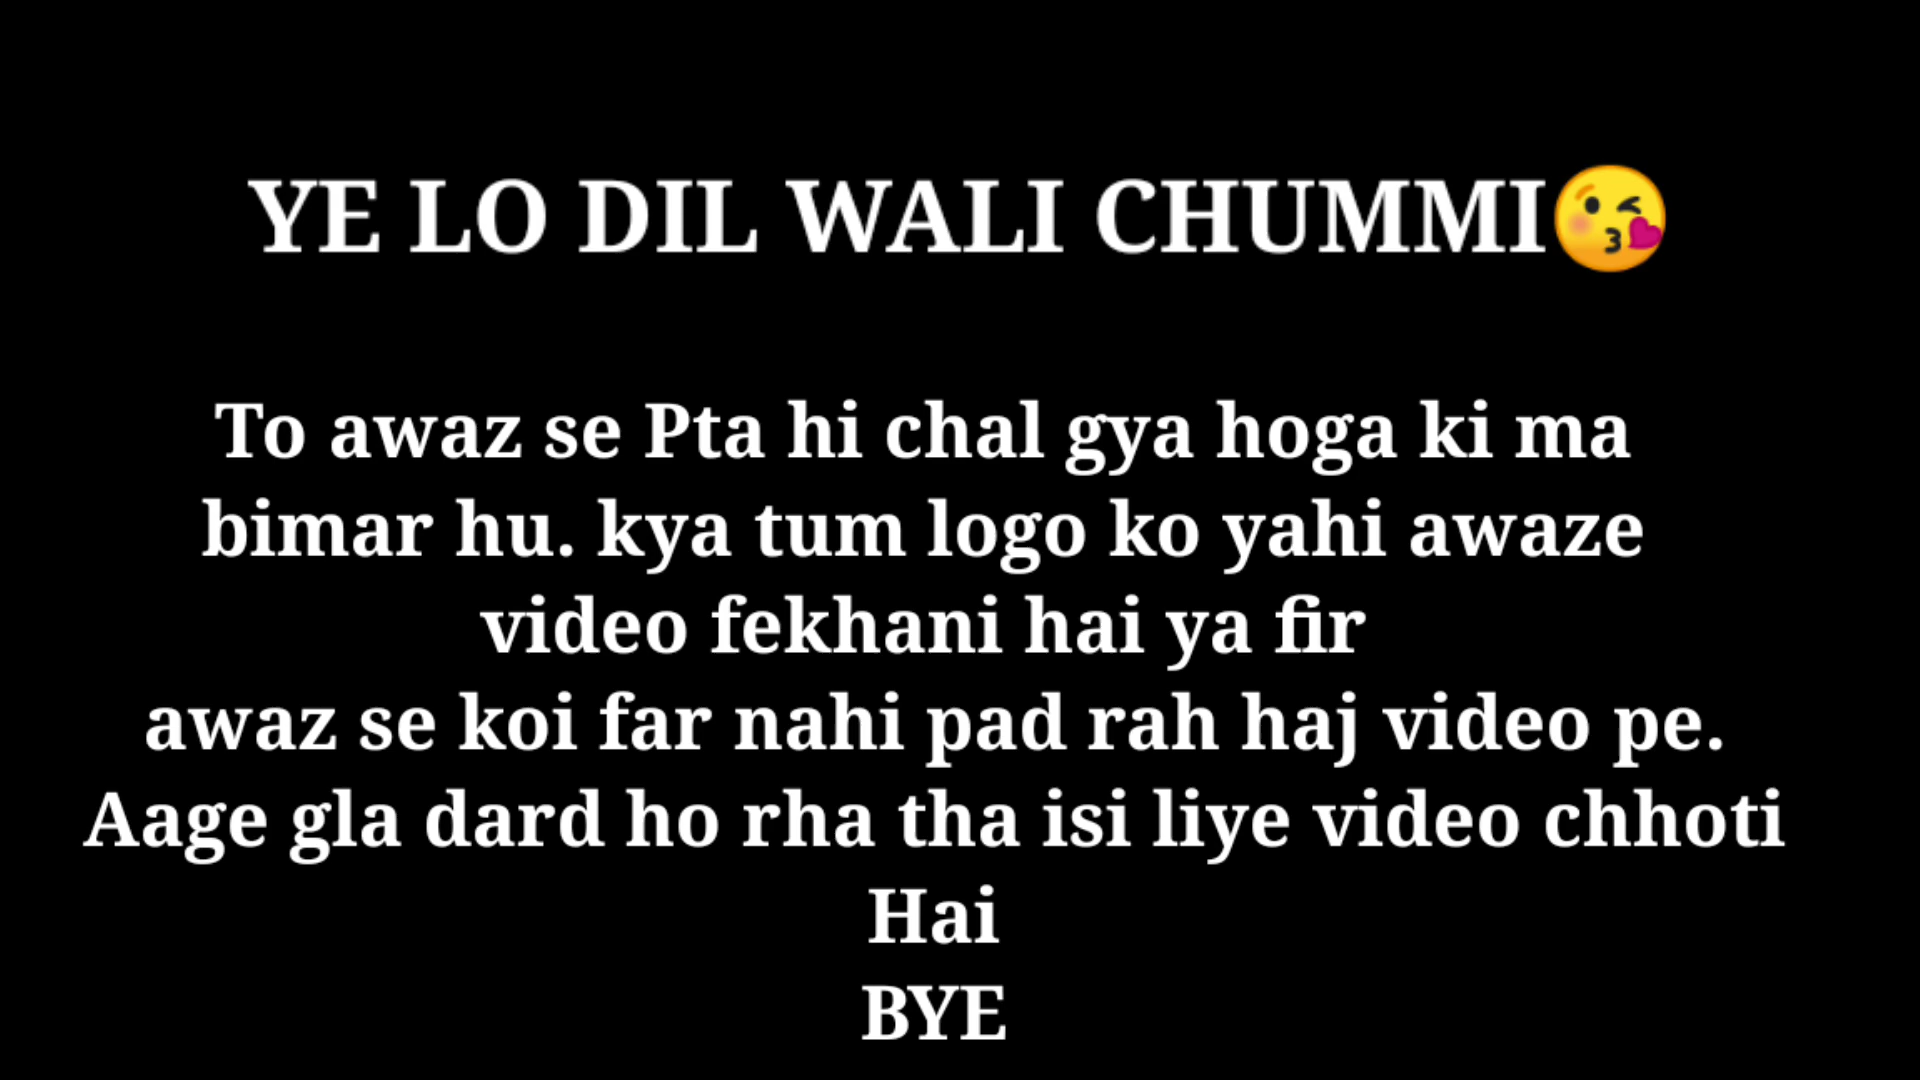 YE LO DIL WALI CHUMMI😘
To awaz se Pta hi chal gya hoga ki ma
bimar hu. kya tum logo ko yahi awaze
video fekhani hai ya fir
awaz se koi far nahi pad rah haj video pe.
Aage gla dard ho rha tha isi liye video chhoti
Hai
BYE